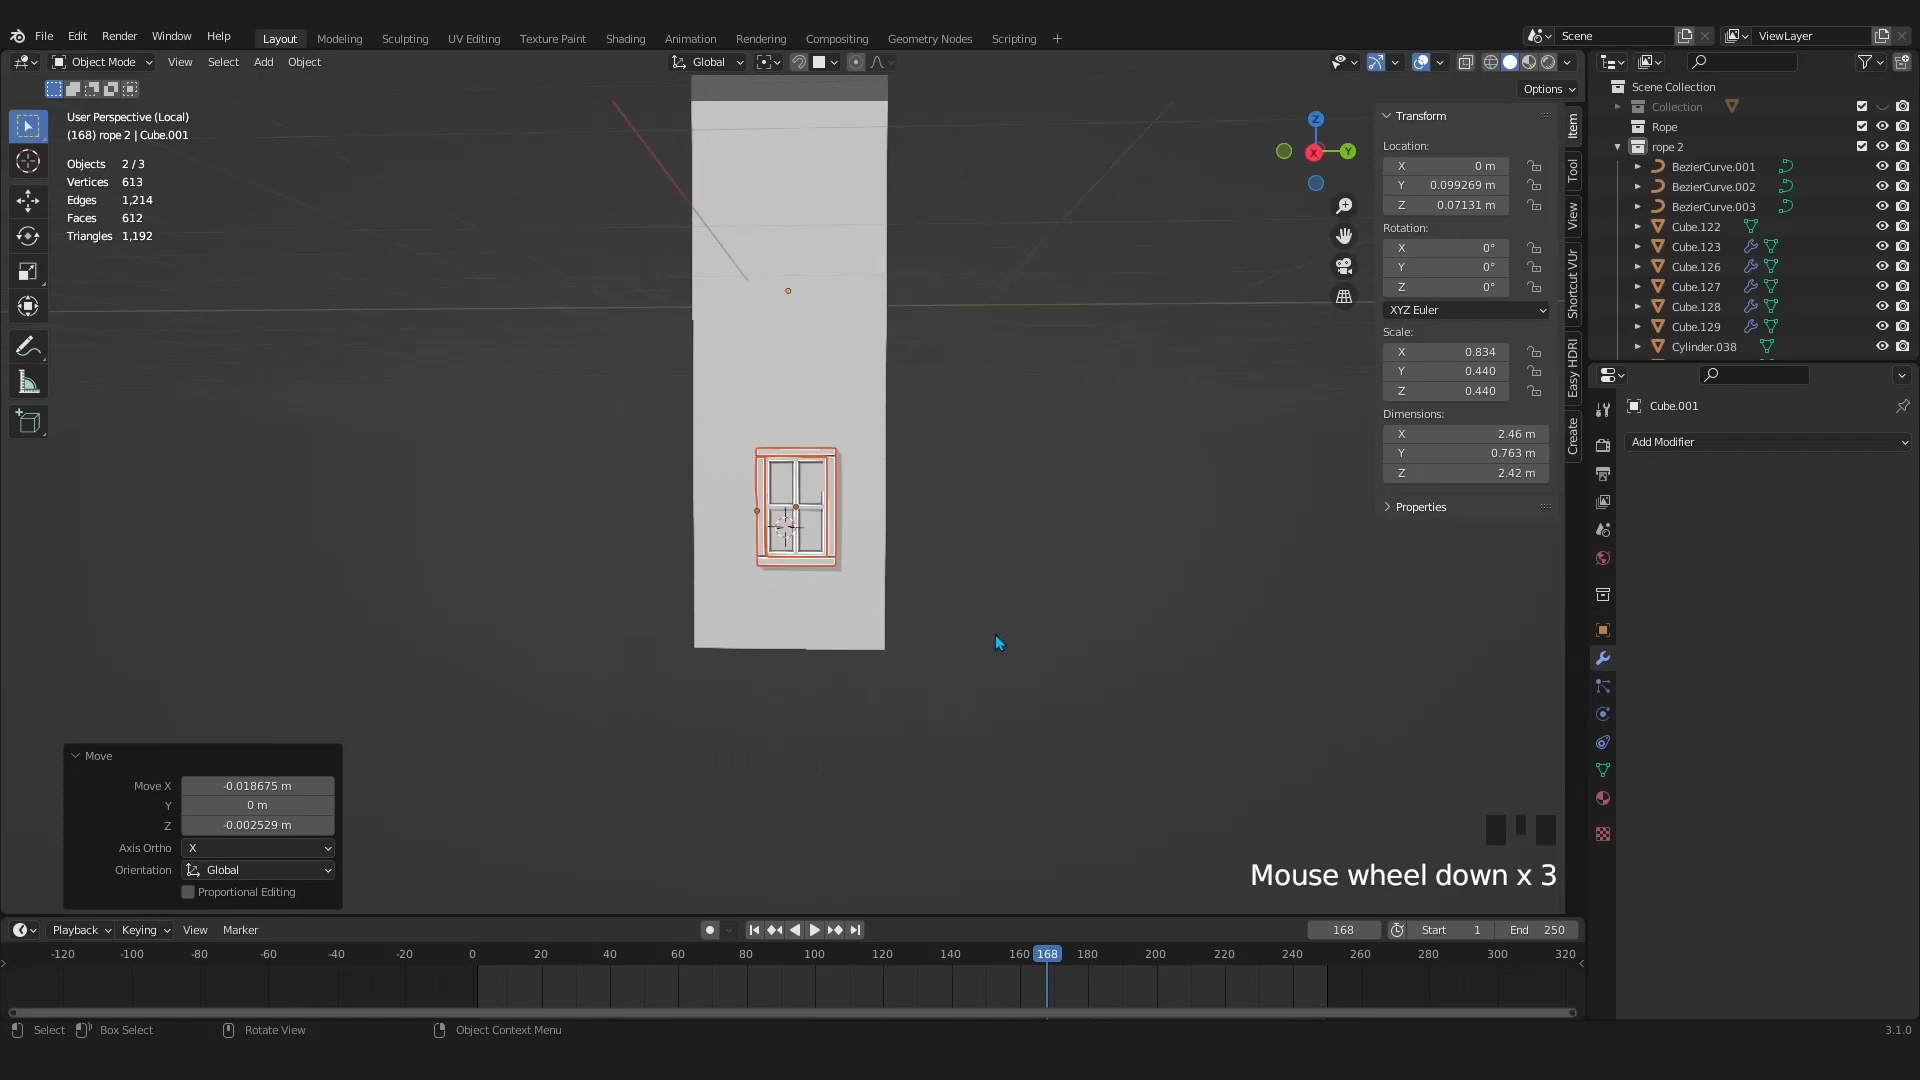 File Edit Render Window Help Layout Modeling Sculpting UV Editing Texture Paint Shading Animation Rendering Compositing Geometry Nodes Scripting + Scene ViewLayer
Object Mode View Select Add Object Global
Options
User Perspective (Local)
(168) rope 2 | Cube.001
Objects 2 / 3
Vertices 613
Edges 1,214
Faces 612
Triangles 1,192
Z
X
Y
Transform
Location:
X 0 m
Y 0.099269 m
Z 0.07131 m
Rotation:
X 0°
Y 0°
Z 0°
XYZ Euler
Scale:
X 0.834
Y 0.440
Z 0.440
Dimensions:
X 2.46 m
Y 0.763 m
Z 2.42 m
Properties
Item
Tool
View
Shortcut VUr
Easy HDRI
Create
Scene Collection
Collection
Rope
rope 2
BezierCurve.001
BezierCurve.002
BezierCurve.003
Cube.122
Cube.123
Cube.126
Cube.127
Cube.128
Cube.129
Cylinder.038
Cube.001
Add Modifier
Move
Move X -0.018675 m
Y 0 m
Z -0.002529 m
Axis Ortho X
Orientation Global
Proportional Editing
Mouse wheel down x 3
Playback Keying View Marker 168 Start 1 End 250
-120 -100 -80 -60 -40 -20 0 20 40 60 80 100 120 140 160 168 180 200 220 240 260 280 300 320
Select Box Select Rotate View Object Context Menu 3.1.0